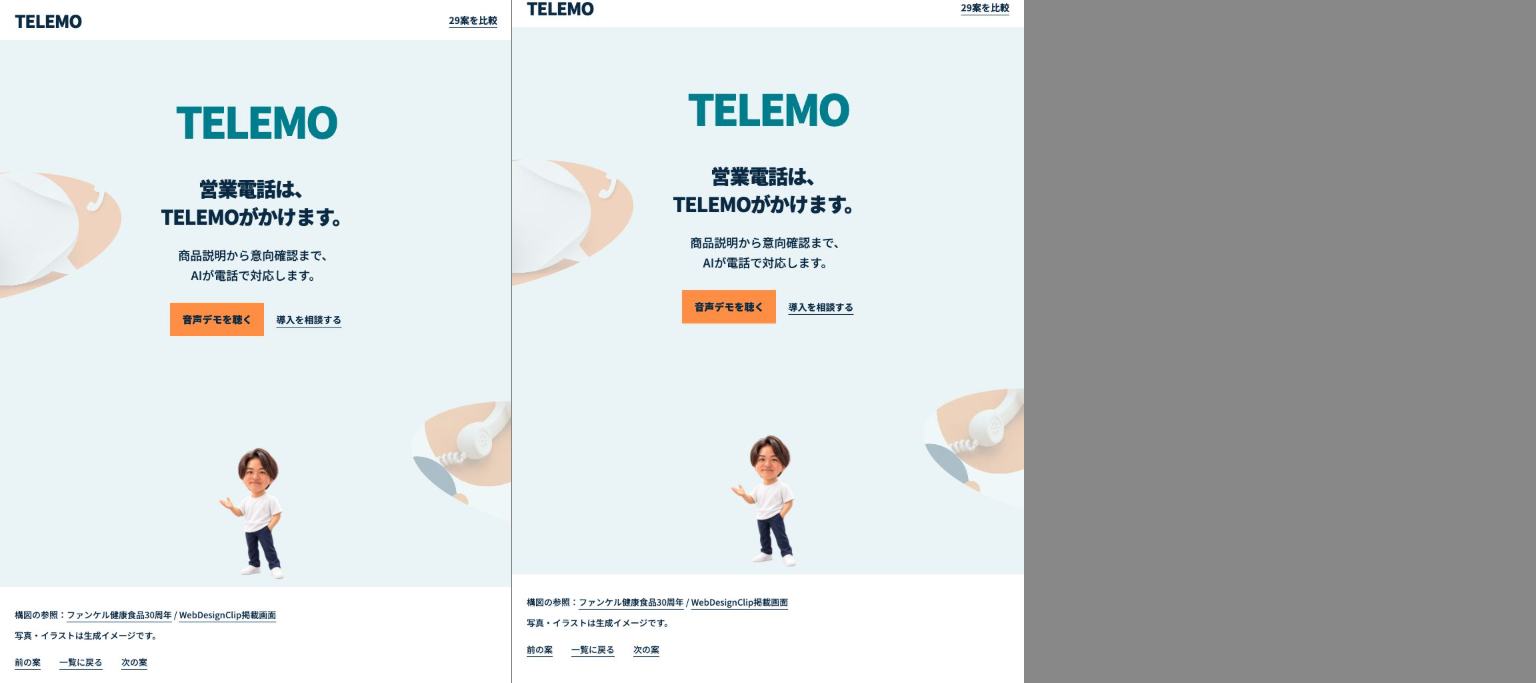 TELEMO
29案を比較
TELEMO
営業電話は、
TELEMOがかけます。
商品説明から意向確認まで、
AIが電話で対応します。
音声デモを聴く
導入を相談する
構図の参照：ファンケル健康食品30周年 / WebDesignClip掲載画面
写真・イラストは生成イメージです。
前の案
一覧に戻る
次の案
TELEMO
29案を比較
TELEMO
営業電話は、
TELEMOがかけます。
商品説明から意向確認まで、
AIが電話で対応します。
音声デモを聴く
導入を相談する
構図の参照：ファンケル健康食品30周年 / WebDesignClip掲載画面
写真・イラストは生成イメージです。
前の案
一覧に戻る
次の案